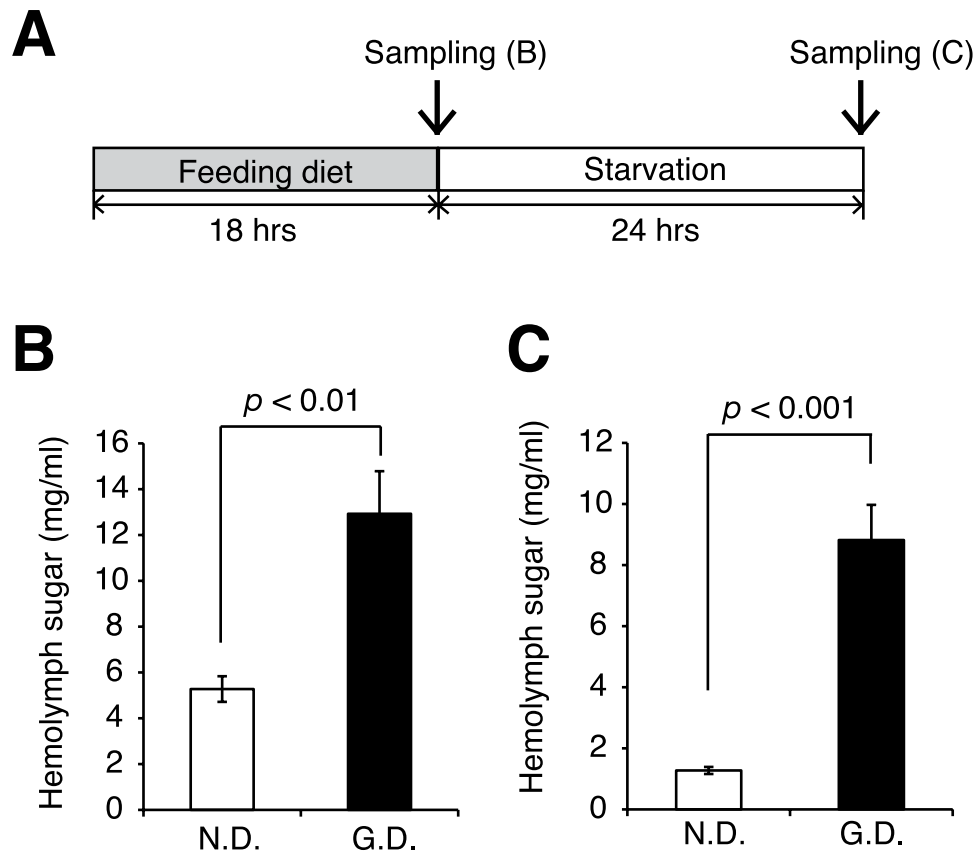 A
Sampling (B)
Sampling (C)
Feeding diet
Starvation
18 hrs
24 hrs
B
p < 0.01
Hemolymph sugar (mg/ml)
16
14
12
10
8
6
4
2
0
N.D.
G.D.
C
p < 0.001
Hemolymph sugar (mg/ml)
12
10
8
6
4
2
0
N.D.
G.D.